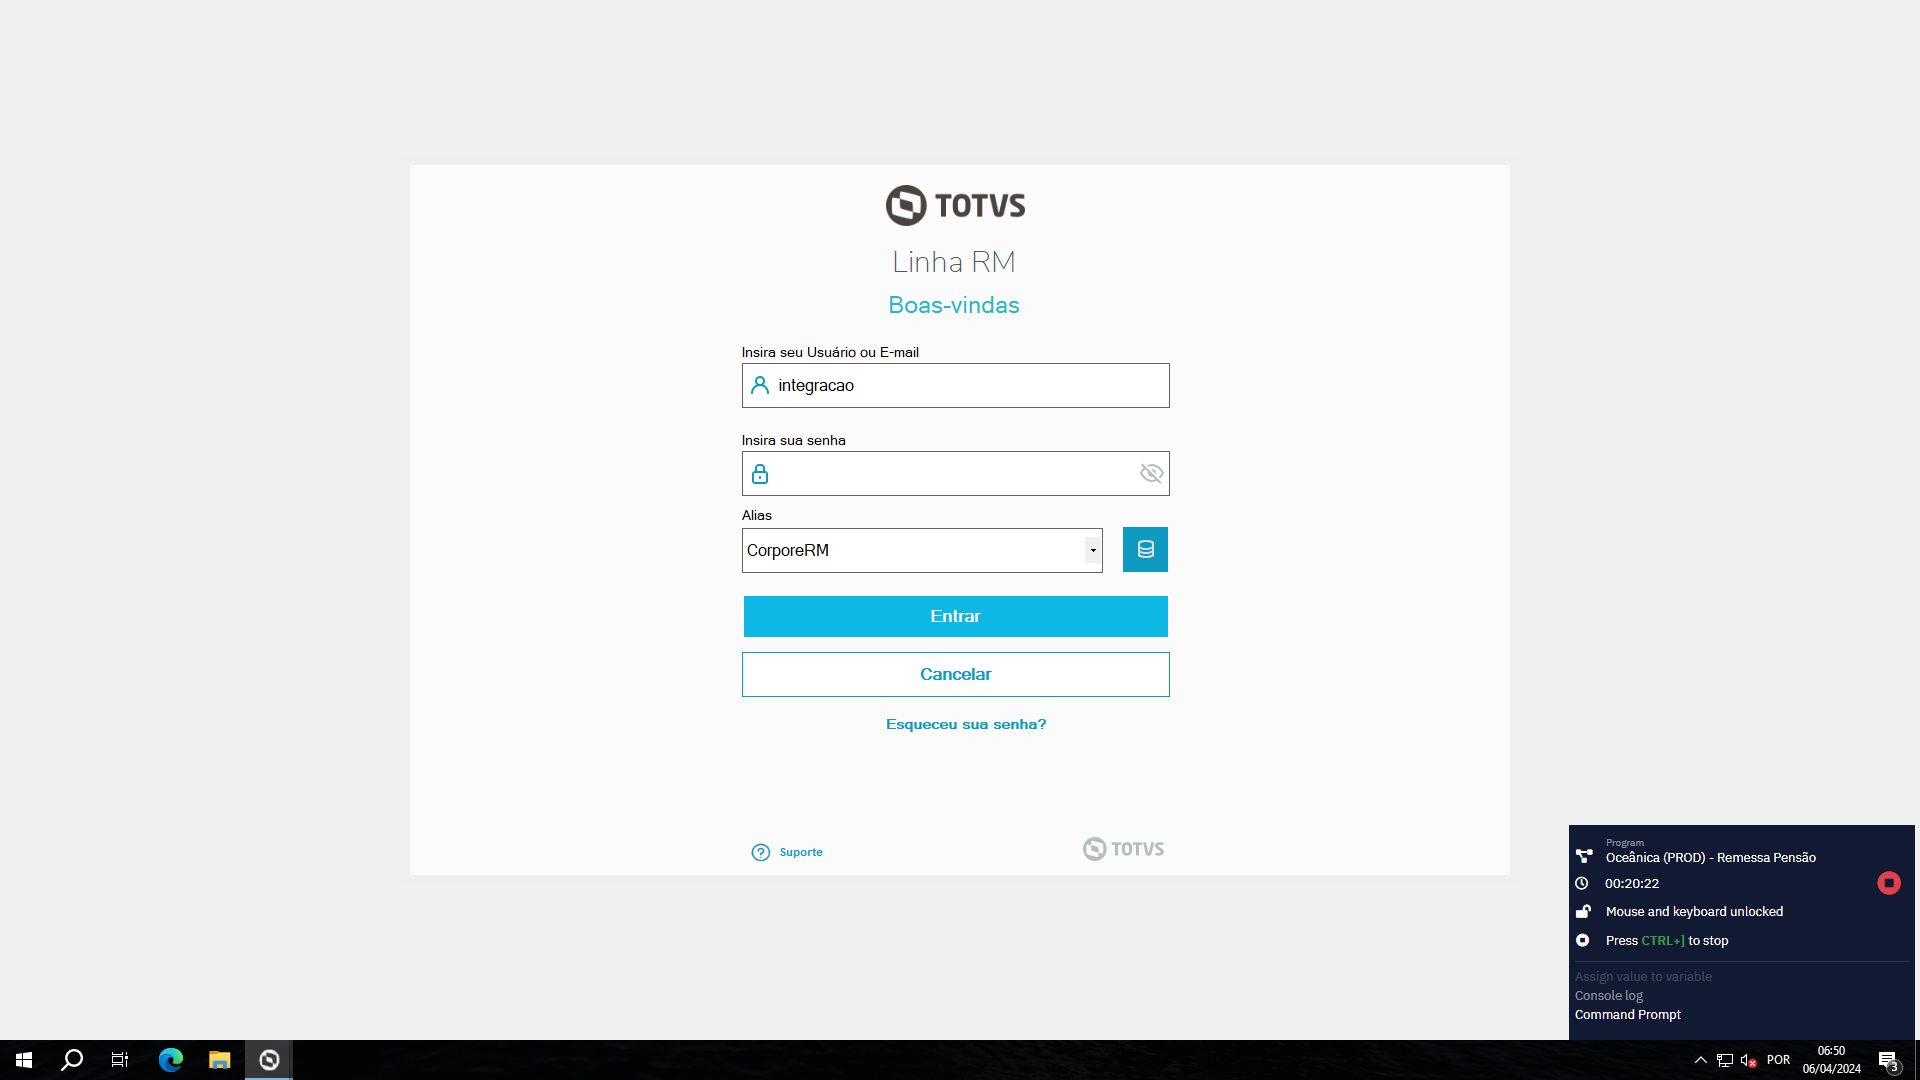 TOTVS
Linha RM
Boas-vindas
Insira seu Usuário ou E-mail
integracao
Insira sua senha
Alias
CorporeRM
Entrar
Cancelar
Esqueceu sua senha?
Suporte
TOTVS
Program
Oceânica (PROD) - Remessa Pensão
00:20:22
Mouse and keyboard unlocked
Press CTRL+] to stop
Assign value to variable
Console log
Command Prompt
POR
06:50
06/04/2024
3